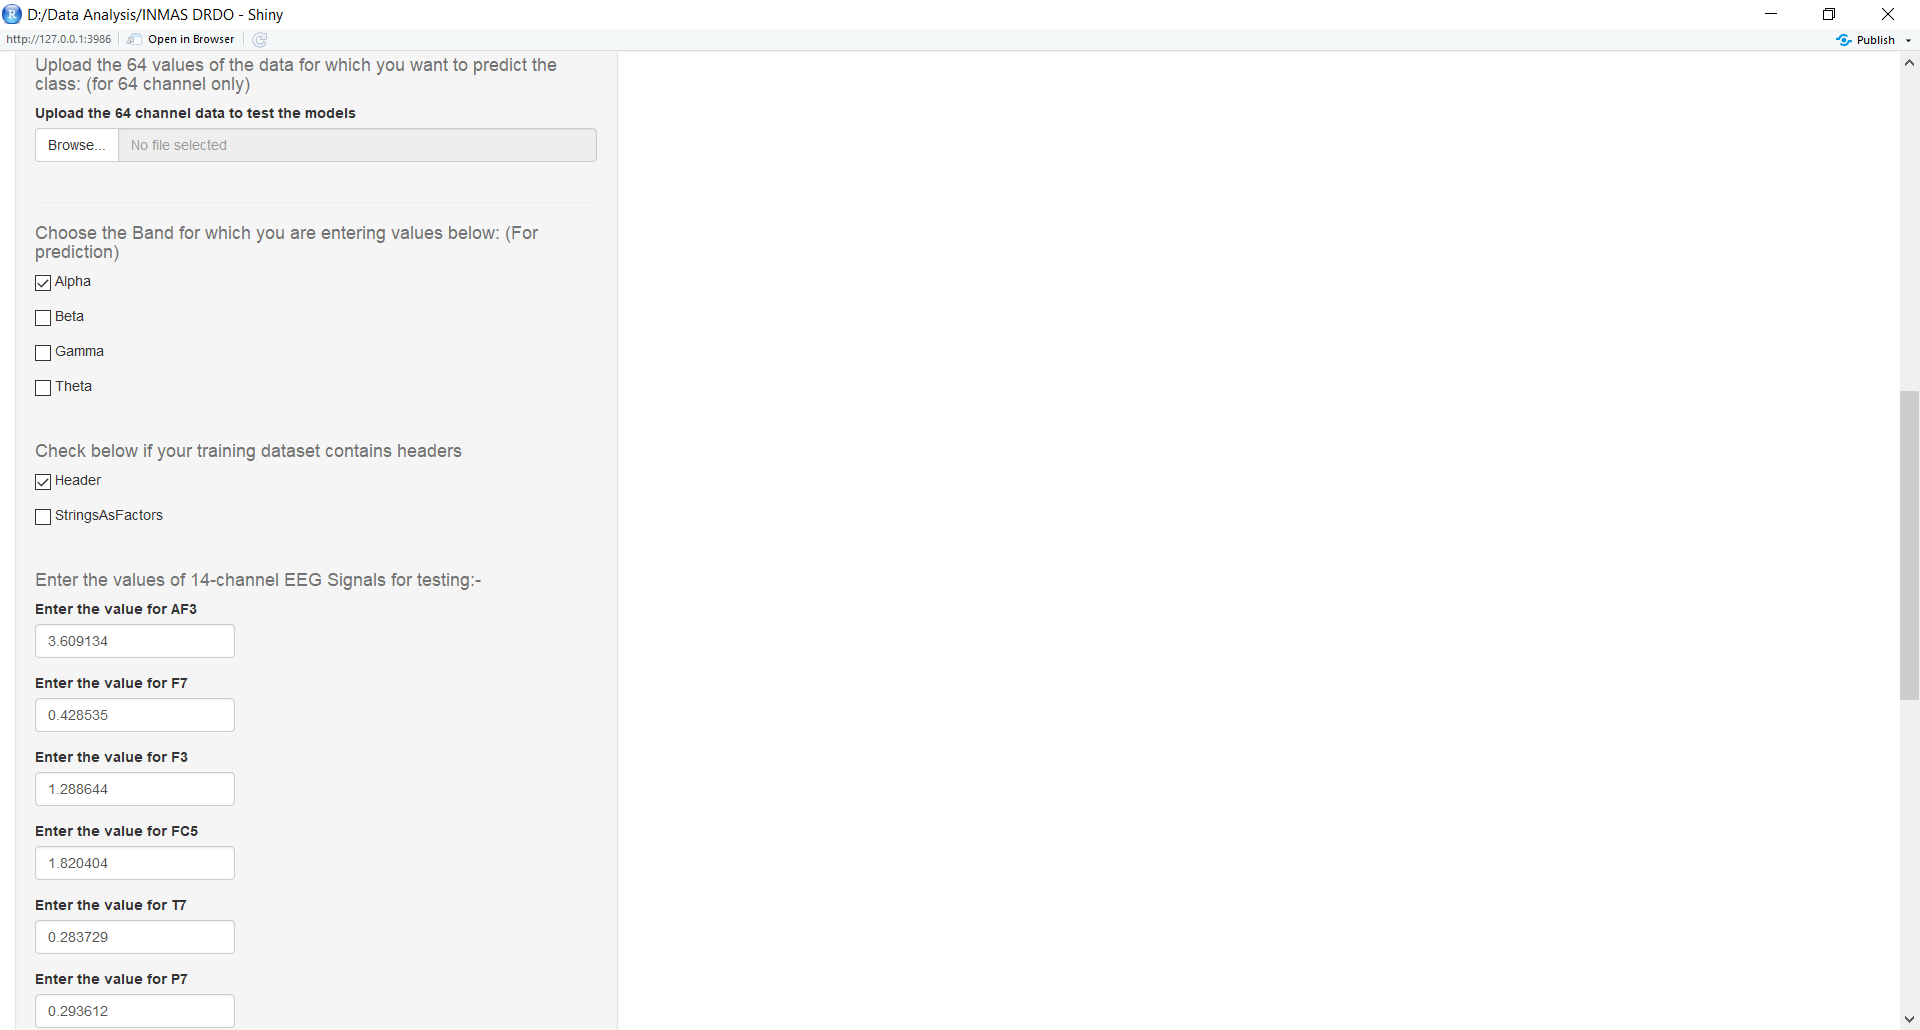 D:/Data Analysis/INMAS DRDO - Shiny
http://127.0.0.1:3986 Open in Browser Publish
Upload the 64 values of the data for which you want to predict the
class: (for 64 channel only)
Upload the 64 channel data to test the models
Browse... No file selected
Choose the Band for which you are entering values below: (For
prediction)
Alpha
Beta
Gamma
Theta
Check below if your training dataset contains headers
Header
StringsAsFactors
Enter the values of 14-channel EEG Signals for testing:-
Enter the value for AF3
3.609134
Enter the value for F7
0.428535
Enter the value for F3
1.288644
Enter the value for FC5
1.820404
Enter the value for T7
0.283729
Enter the value for P7
0.293612